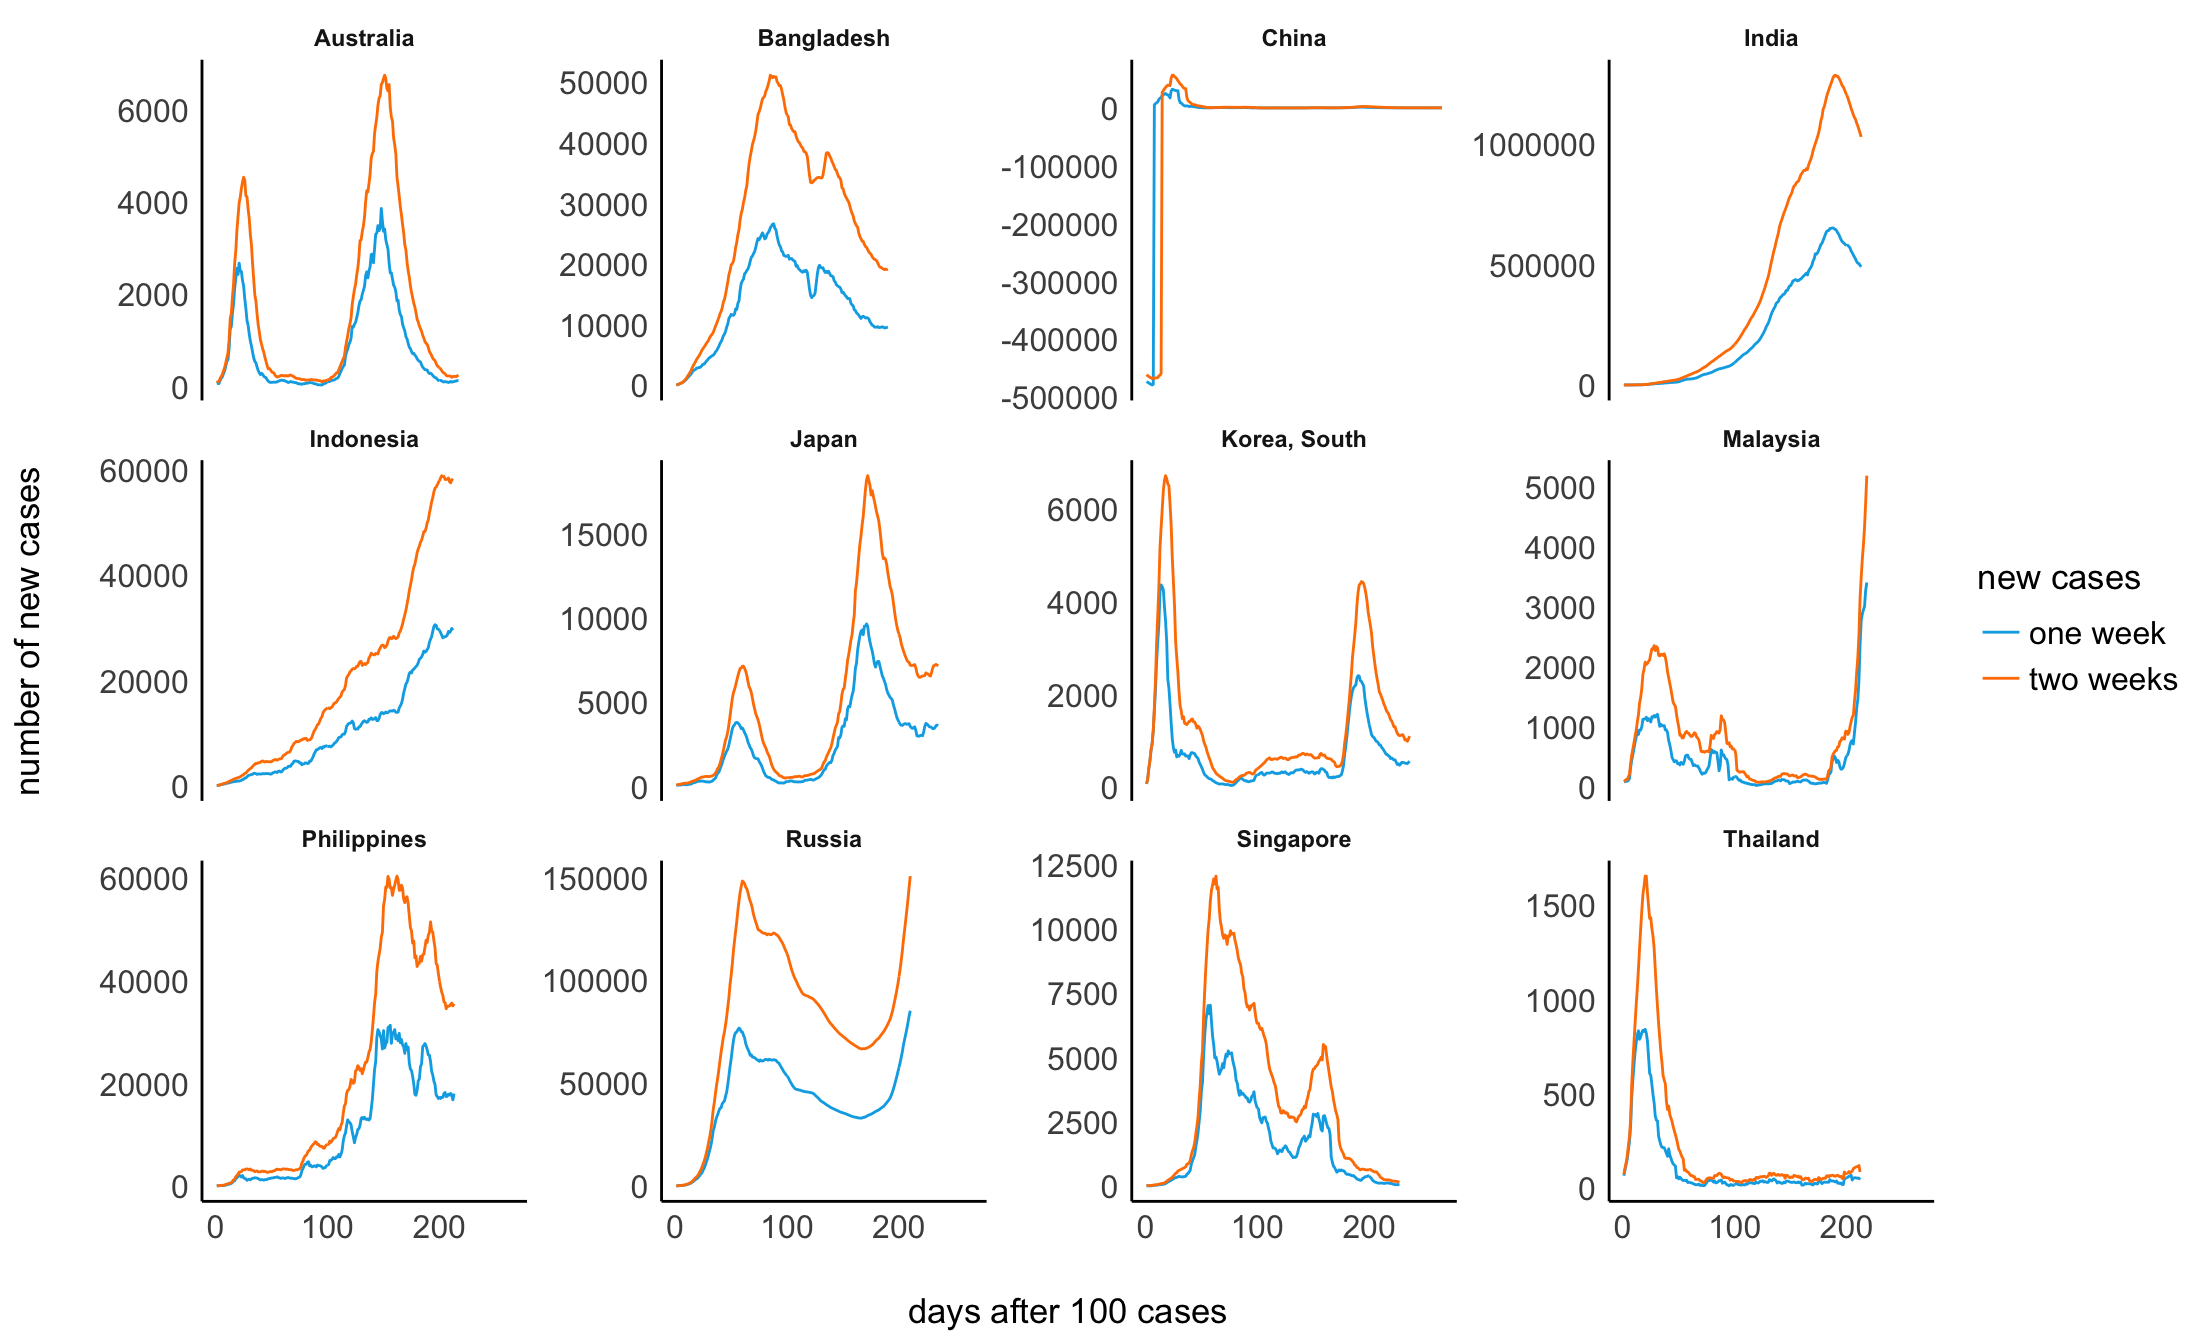 Australia
Bangladesh
China
India
6000
4000
2000
0
50000
40000
30000
20000
10000
0
0
-100000
-200000
-300000
-400000
-500000
1000000
500000
0
Indonesia
Japan
Korea, South
Malaysia
60000
40000
20000
0
15000
10000
5000
0
6000
4000
2000
0
5000
4000
3000
2000
1000
0
Philippines
Russia
Singapore
Thailand
60000
40000
20000
0
150000
100000
50000
0
12500
10000
7500
5000
2500
0
1500
1000
500
0
0 100 200
0 100 200
0 100 200
0 100 200
number of new cases
days after 100 cases
new cases
one week
two weeks